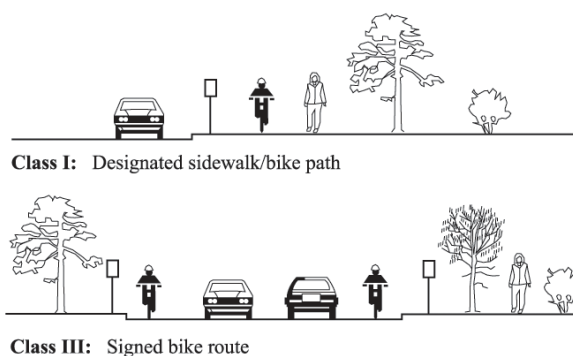 Class I: Designated sidewalk/bike path
Class III: Signed bike route